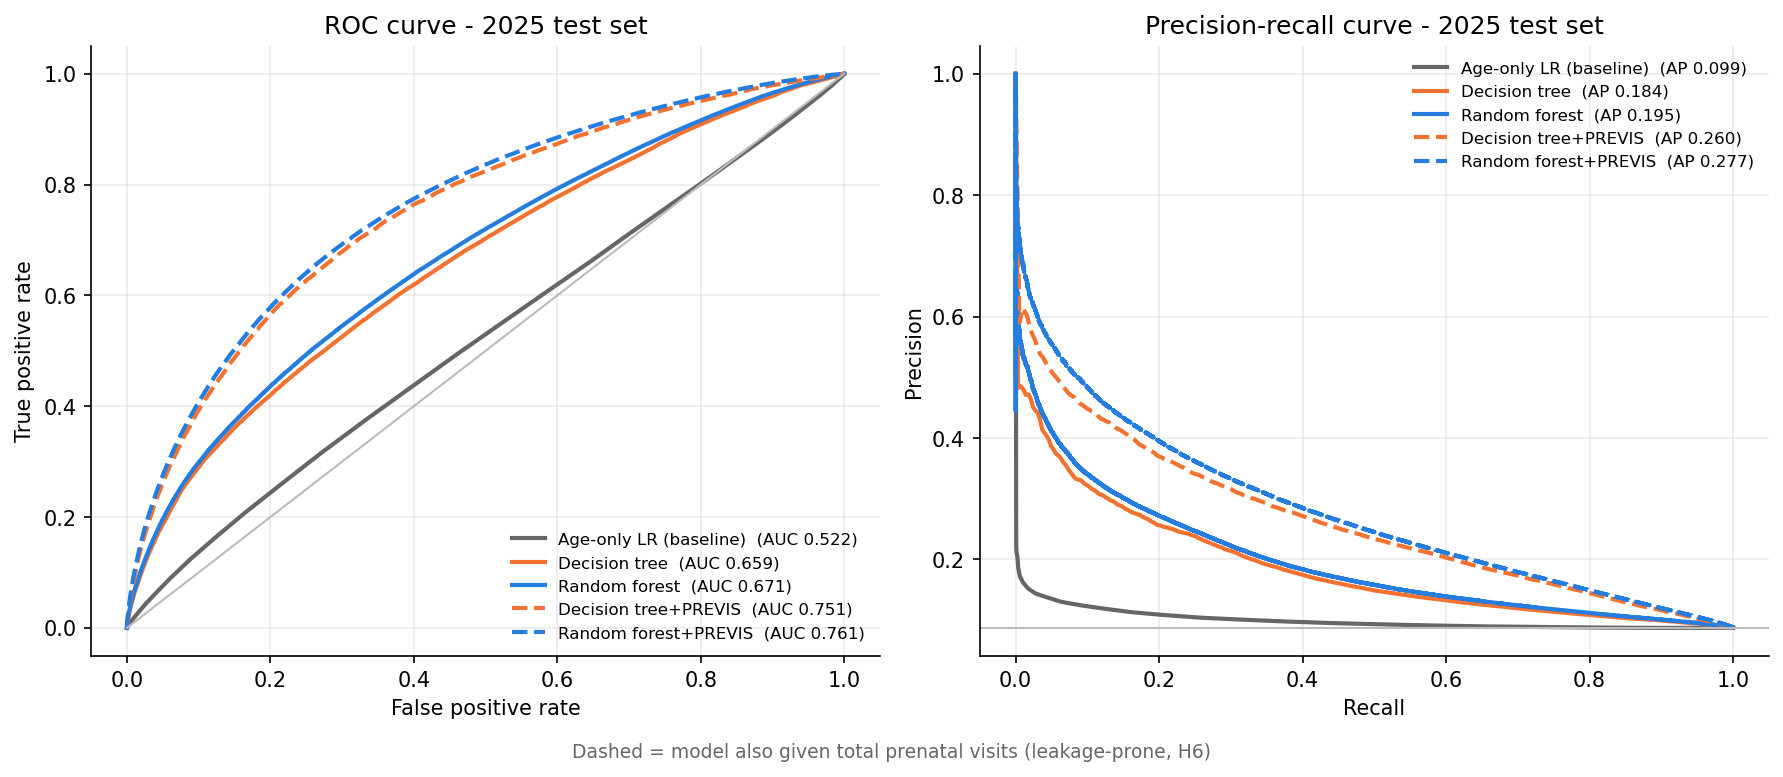 ROC curve - 2025 test set
True positive rate
1.0
0.8
0.6
0.4
0.2
0.0
Age-only LR (baseline)  (AUC 0.522)
Decision tree  (AUC 0.659)
Random forest  (AUC 0.671)
Decision tree+PREVIS  (AUC 0.751)
Random forest+PREVIS  (AUC 0.761)
0.0 0.2 0.4 0.6 0.8 1.0
False positive rate
Precision-recall curve - 2025 test set
Precision
1.0
0.8
0.6
0.4
0.2
Age-only LR (baseline)  (AP 0.099)
Decision tree  (AP 0.184)
Random forest  (AP 0.195)
Decision tree+PREVIS  (AP 0.260)
Random forest+PREVIS  (AP 0.277)
0.0 0.2 0.4 0.6 0.8 1.0
Recall
Dashed = model also given total prenatal visits (leakage-prone, H6)